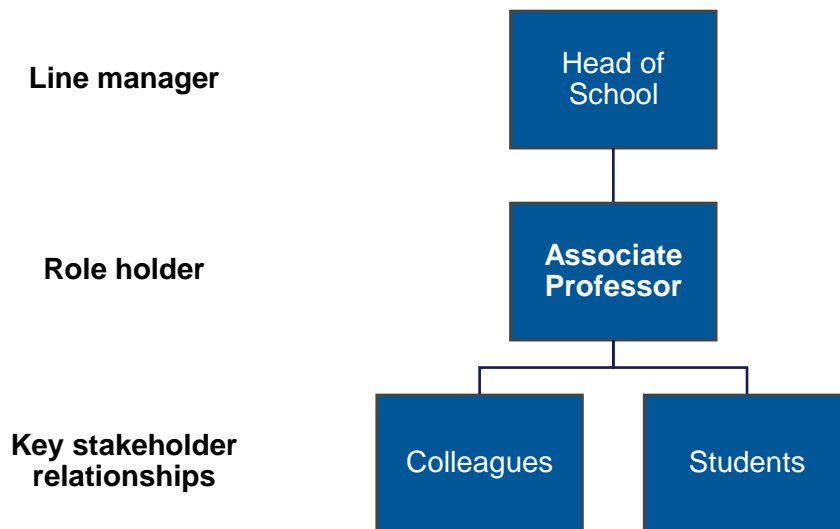 Line manager
Head of
School
Role holder
Associate
Professor
Key stakeholder
relationships
Colleagues
Students